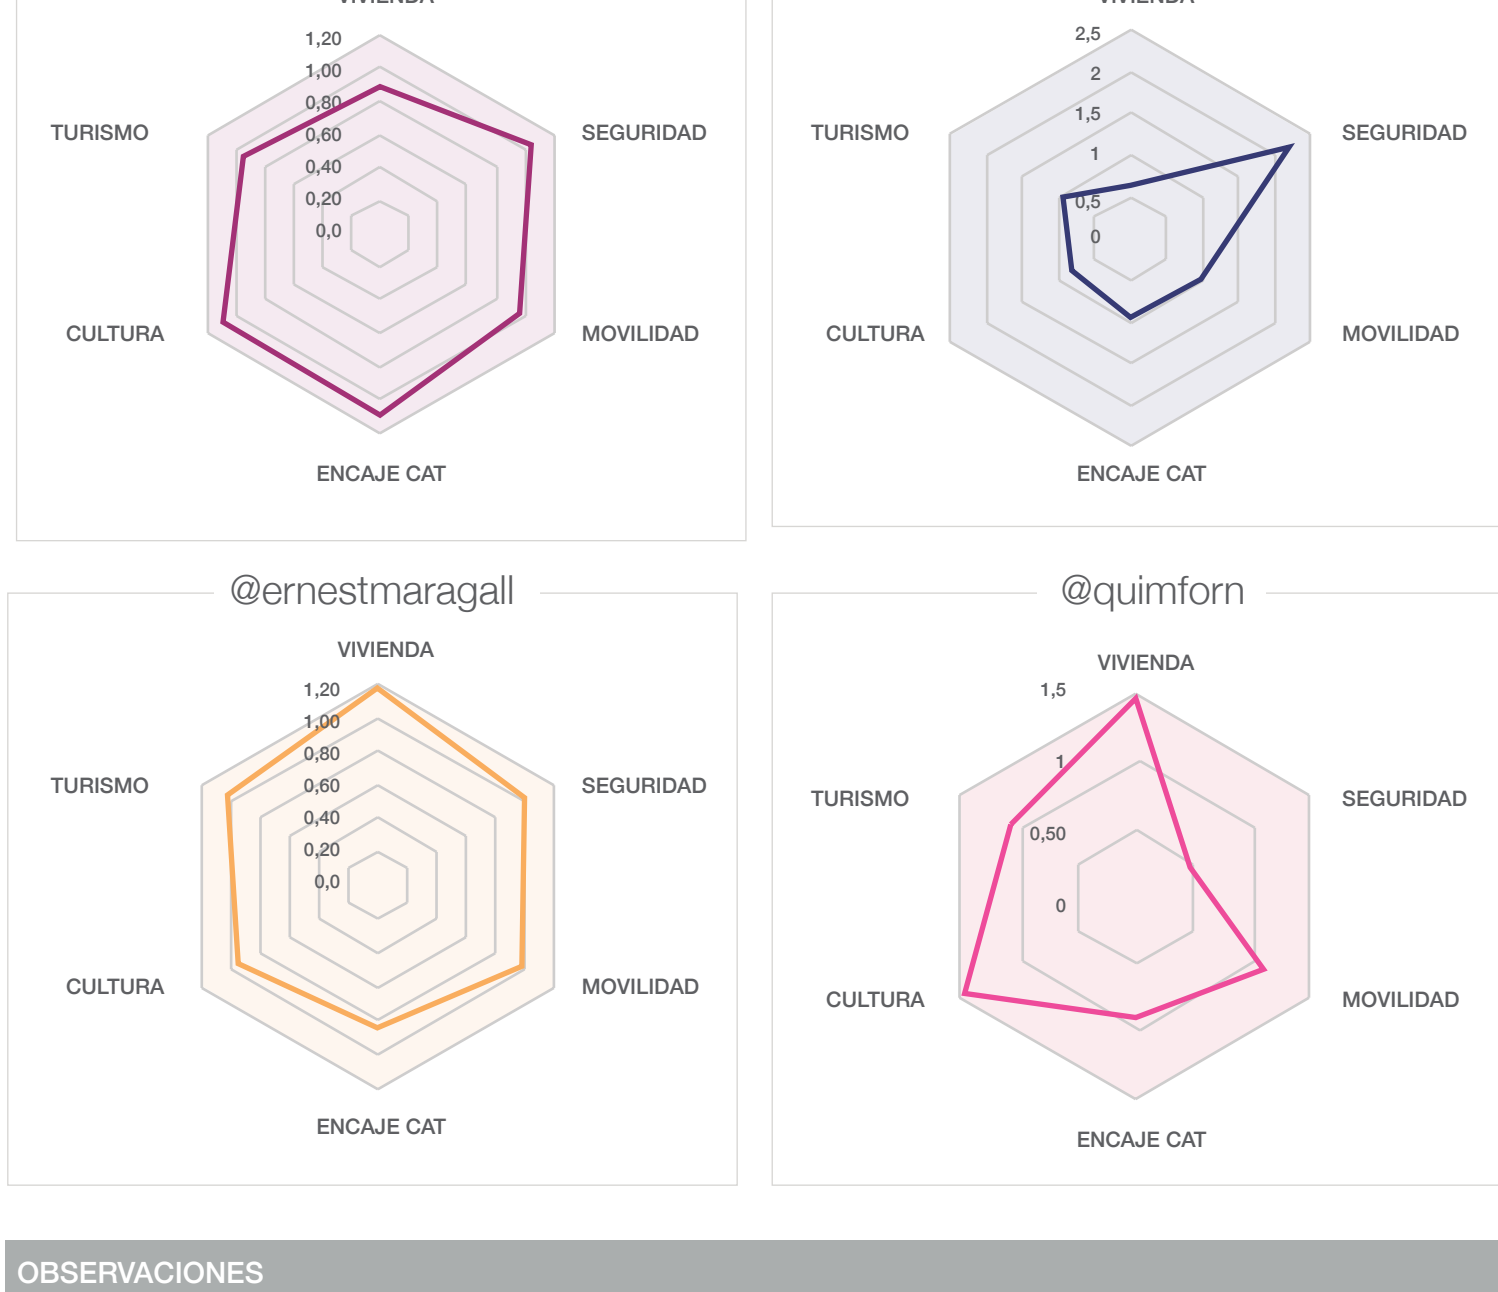 VIVIENDA
1,20
1,00
0,80
0,60
0,40
0,20
0,0
TURISMO
SEGURIDAD
CULTURA
MOVILIDAD
ENCAJE CAT
VIVIENDA
2,5
2
1,5
1
0,5
0
TURISMO
SEGURIDAD
CULTURA
MOVILIDAD
ENCAJE CAT
@ernestmaragall
VIVIENDA
1,20
1,00
0,80
0,60
0,40
0,20
0,0
TURISMO
SEGURIDAD
CULTURA
MOVILIDAD
ENCAJE CAT
@quimforn
VIVIENDA
1,5
1
0,50
0
TURISMO
SEGURIDAD
CULTURA
MOVILIDAD
ENCAJE CAT
OBSERVACIONES